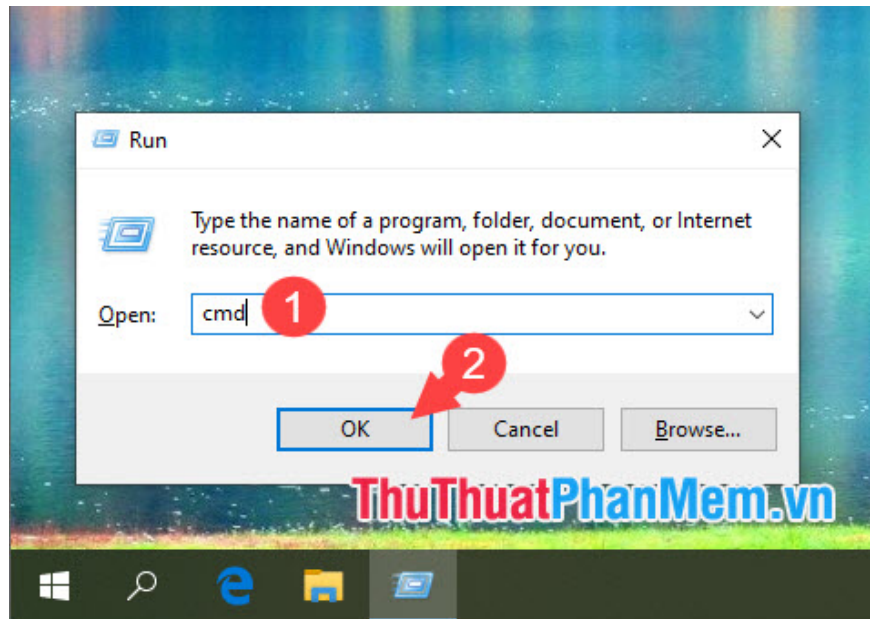 Run
Type the name of a program, folder, document, or Internet
resource, and Windows will open it for you.
Open: cmd 1
2
OK Cancel Browse...
ThuThuatPhanMem.vn